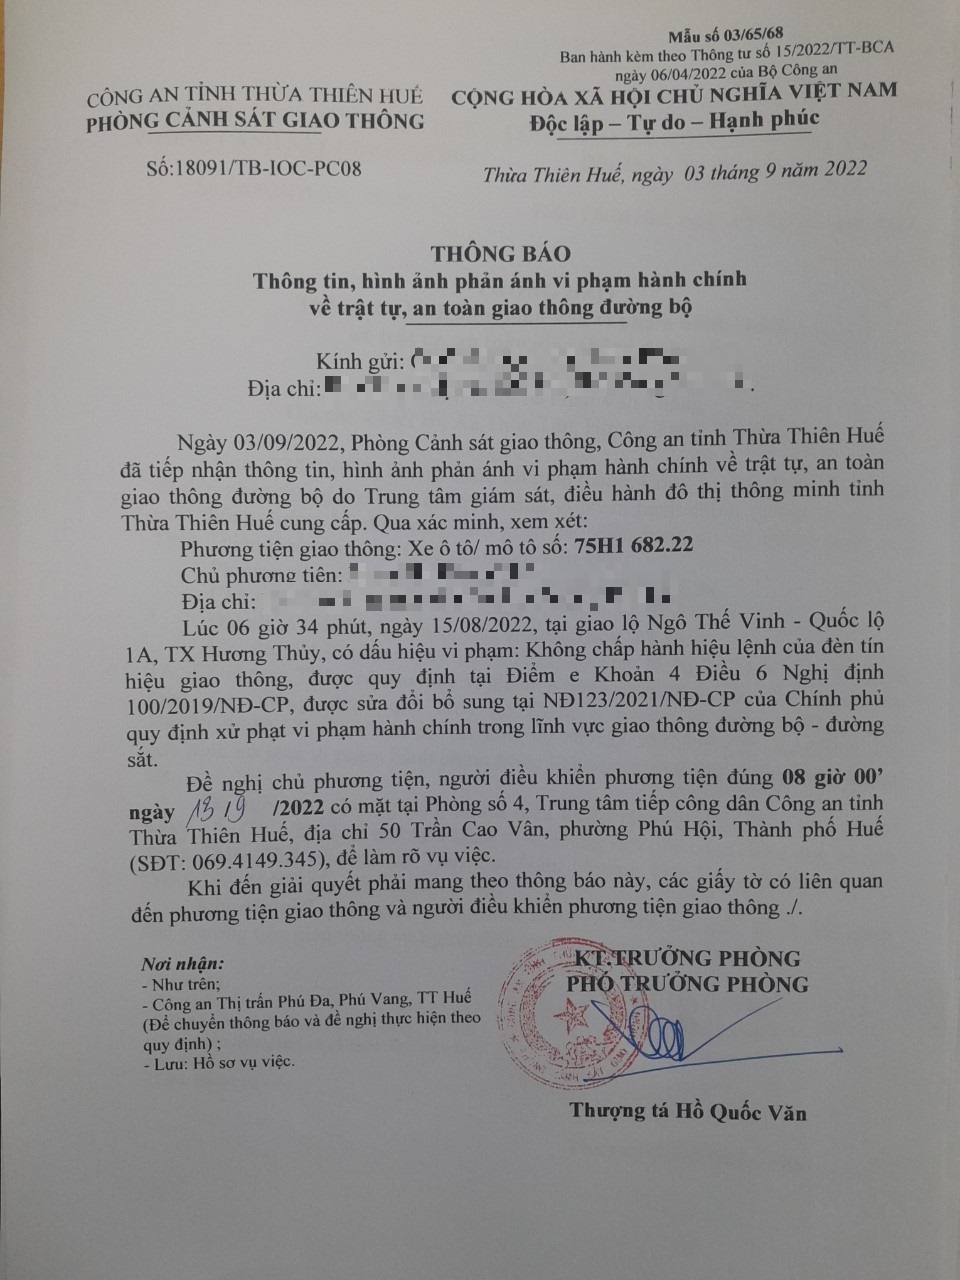 Mẫu số 03/65/68
Ban hành kèm theo Thông tư số 15/2022/TT-BCA
ngày 06/04/2022 của Bộ Công an
CÔNG AN TỈNH THỪA THIÊN HUẾ
PHÒNG CẢNH SÁT GIAO THÔNG
CỘNG HÒA XÃ HỘI CHỦ NGHĨA VIỆT NAM
Độc lập – Tự do – Hạnh phúc
Số:18091/TB-IOC-PC08
Thừa Thiên Huế, ngày 03 tháng 9 năm 2022
THÔNG BÁO
Thông tin, hình ảnh phản ánh vi phạm hành chính
về trật tự, an toàn giao thông đường bộ
Kính gửi:
Địa chỉ:
Ngày 03/09/2022, Phòng Cảnh sát giao thông, Công an tỉnh Thừa Thiên Huế
đã tiếp nhận thông tin, hình ảnh phản ánh vi phạm hành chính về trật tự, an toàn
giao thông đường bộ do Trung tâm giám sát, điều hành đô thị thông minh tỉnh
Thừa Thiên Huế cung cấp. Qua xác minh, xem xét:
Phương tiện giao thông: Xe ô tô/ mô tô số: 75H1 682.22
Chủ phương tiện:
Địa chỉ:
Lúc 06 giờ 34 phút, ngày 15/08/2022, tại giao lộ Ngô Thế Vinh - Quốc lộ
1A, TX Hương Thủy, có dấu hiệu vi phạm: Không chấp hành hiệu lệnh của đèn tín
hiệu giao thông, được quy định tại Điểm e Khoản 4 Điều 6 Nghị định
100/2019/NĐ-CP, được sửa đổi bổ sung tại NĐ123/2021/NĐ-CP của Chính phủ
quy định xử phạt vi phạm hành chính trong lĩnh vực giao thông đường bộ - đường
sắt.
Đề nghị chủ phương tiện, người điều khiển phương tiện đúng 08 giờ 00’
ngày 13/9 /2022 có mặt tại Phòng số 4, Trung tâm tiếp công dân Công an tỉnh
Thừa Thiên Huế, địa chỉ 50 Trần Cao Vân, phường Phú Hội, Thành phố Huế
(SĐT: 069.4149.345), để làm rõ vụ việc.
Khi đến giải quyết phải mang theo thông báo này, các giấy tờ có liên quan
đến phương tiện giao thông và người điều khiển phương tiện giao thông ./.
Nơi nhận:
- Như trên;
- Công an Thị trấn Phú Đa, Phú Vang, TT Huế
(Để chuyển thông báo và đề nghị thực hiện theo
quy định) ;
- Lưu: Hồ sơ vụ việc.
KT.TRƯỞNG PHÒNG
PHÓ TRƯỞNG PHÒNG
Thượng tá Hồ Quốc Văn